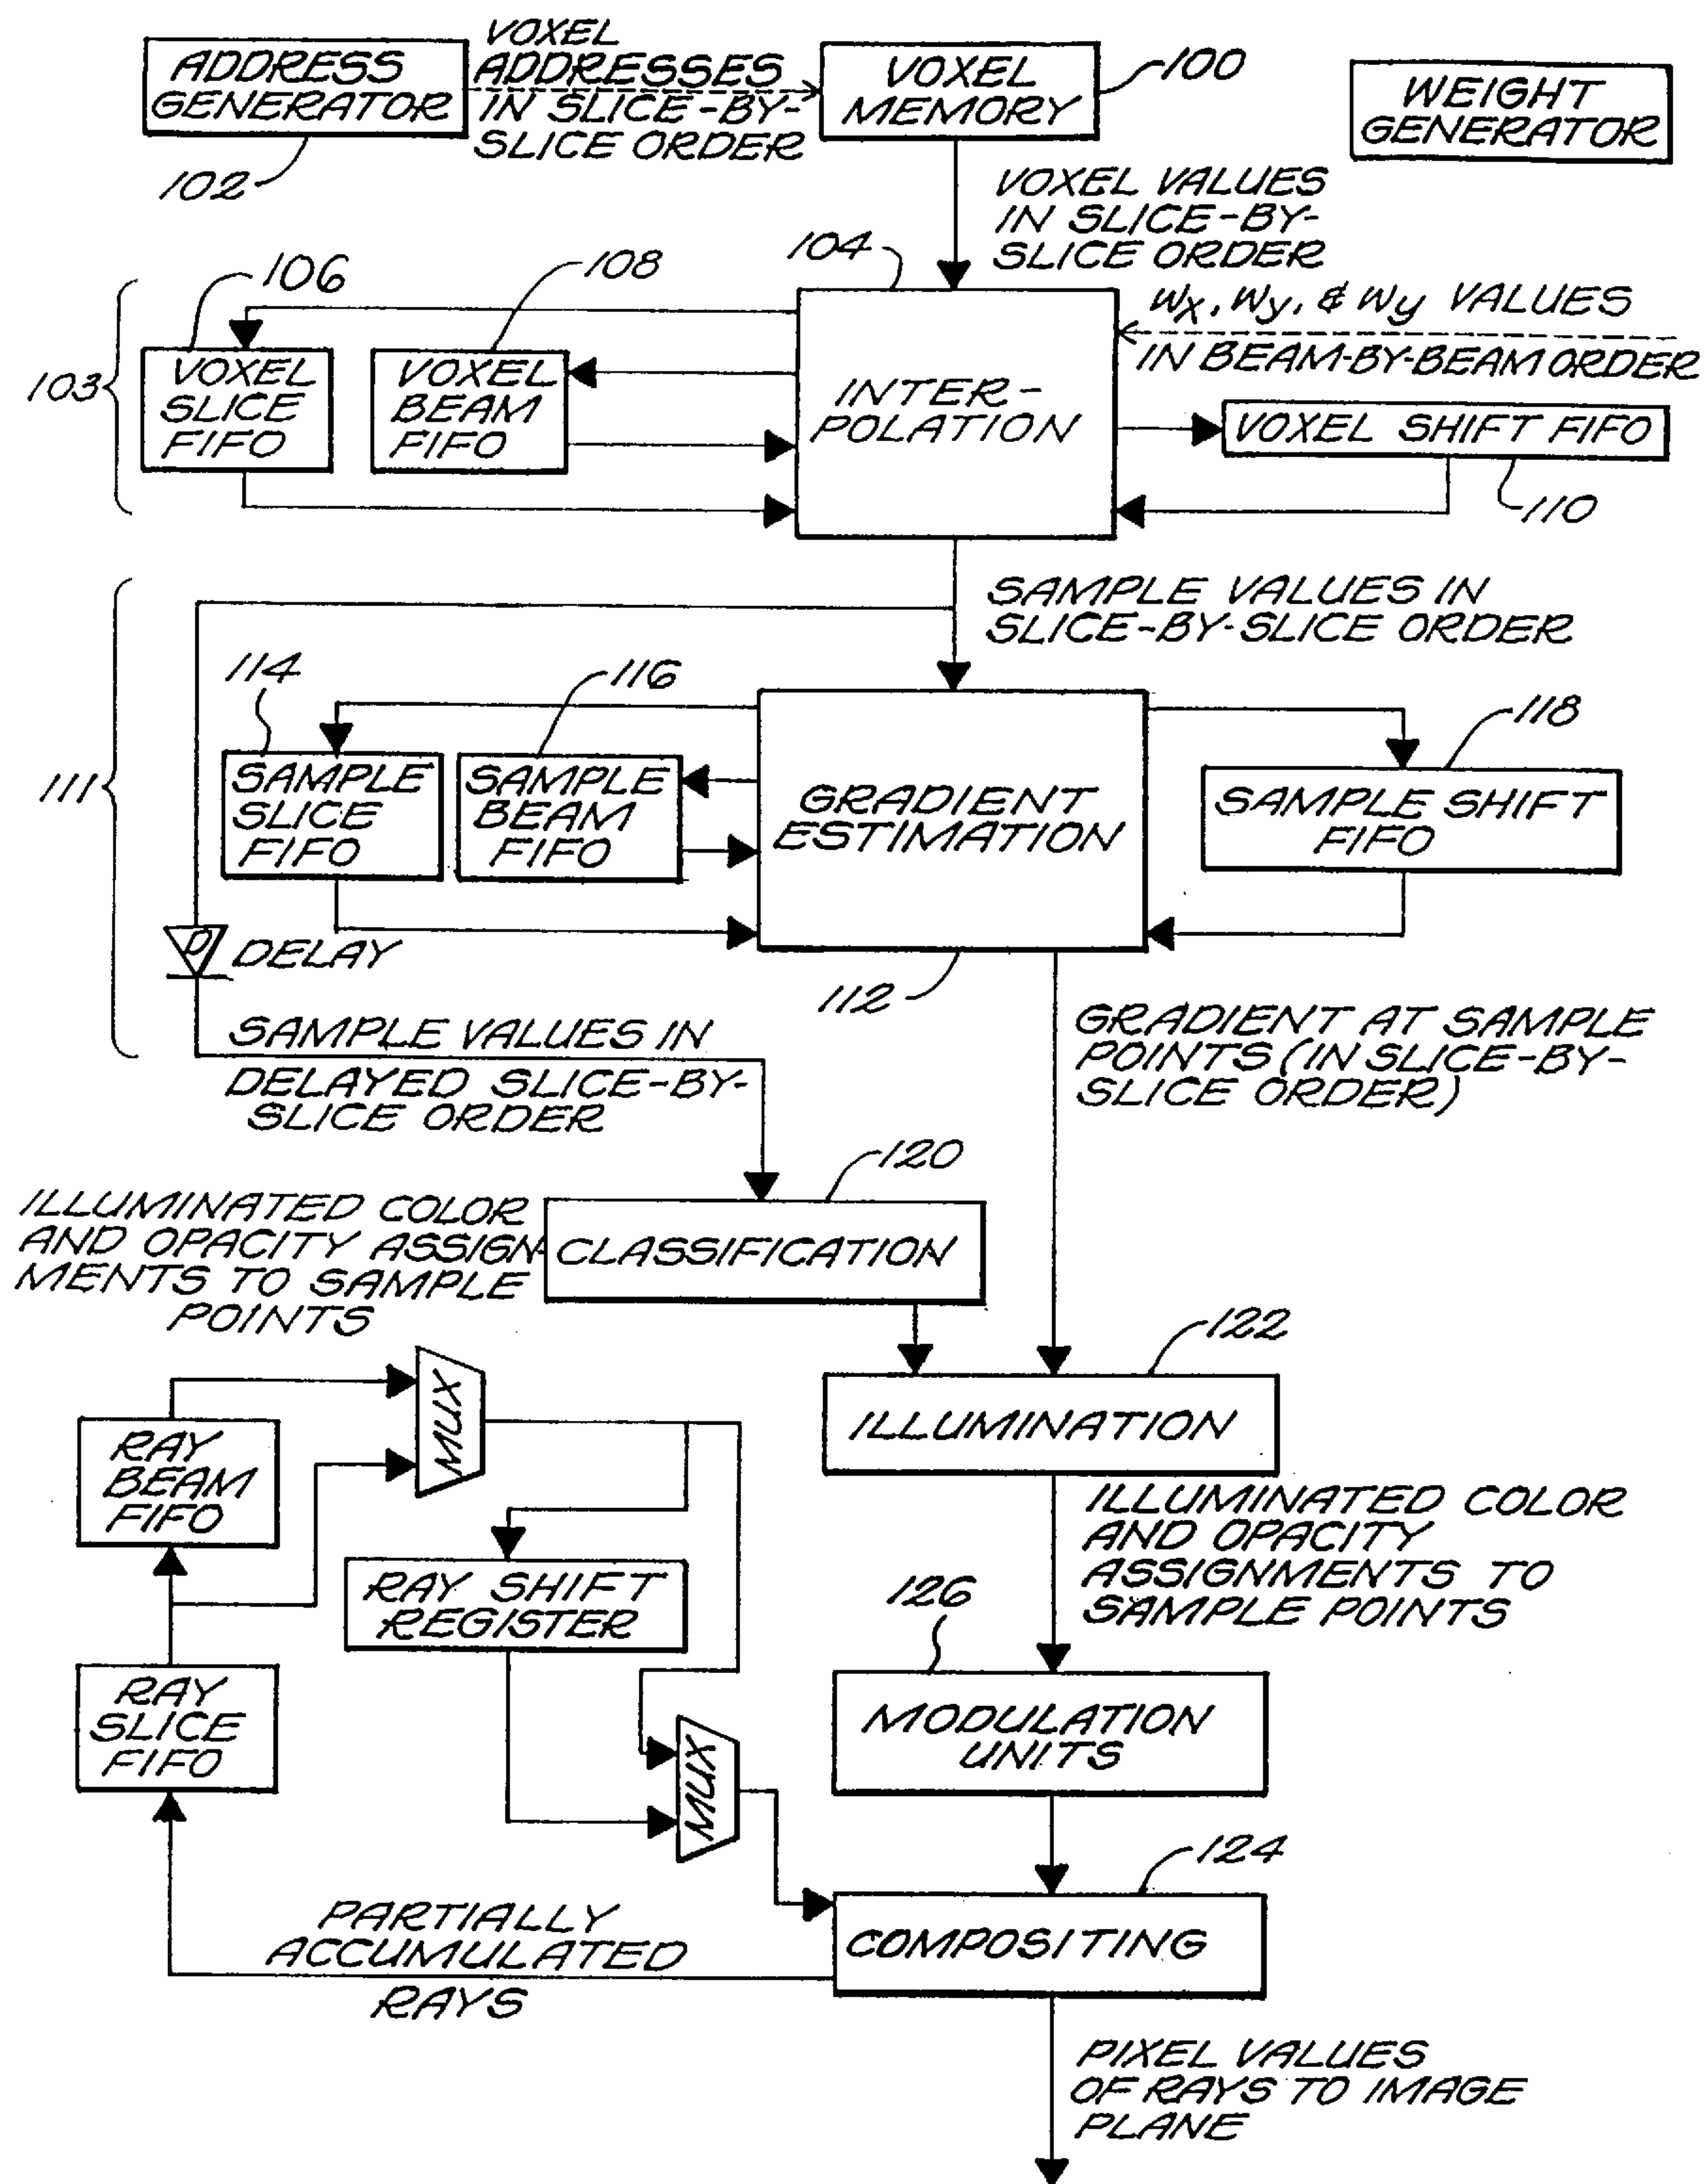 ADDRESS
GENERATOR
102
VOXEL
ADDRESSES
IN SLICE-BY-
SLICE ORDER
VOXEL
MEMORY
100
WEIGHT
GENERATOR
VOXEL VALUES
IN SLICE-BY-
SLICE ORDER
103
106
VOXEL
SLICE
FIFO
108
VOXEL
BEAM
FIFO
104
INTER-
POLATION
Wx, Wy, & Wy VALUES
IN BEAM-BY-BEAM ORDER
VOXEL SHIFT FIFO
110
SAMPLE VALUES IN
SLICE-BY-SLICE ORDER
111
114
SAMPLE
SLICE
FIFO
116
SAMPLE
BEAM
FIFO
GRADIENT
ESTIMATION
112
118
SAMPLE SHIFT
FIFO
D
DELAY
SAMPLE VALUES IN
DELAYED SLICE-BY-
SLICE ORDER
GRADIENT AT SAMPLE
POINTS (IN SLICE-BY-
SLICE ORDER)
120
CLASSIFICATION
ILLUMINATED COLOR
AND OPACITY ASSIGN-
MENTS TO SAMPLE
POINTS
122
ILLUMINATION
MUX
RAY
BEAM
FIFO
RAY SHIFT
REGISTER
ILLUMINATED COLOR
AND OPACITY
ASSIGNMENTS TO
SAMPLE POINTS
126
MODULATION
UNITS
RAY
SLICE
FIFO
MUX
124
COMPOSITING
PARTIALLY
ACCUMULATED
RAYS
PIXEL VALUES
OF RAYS TO IMAGE
PLANE